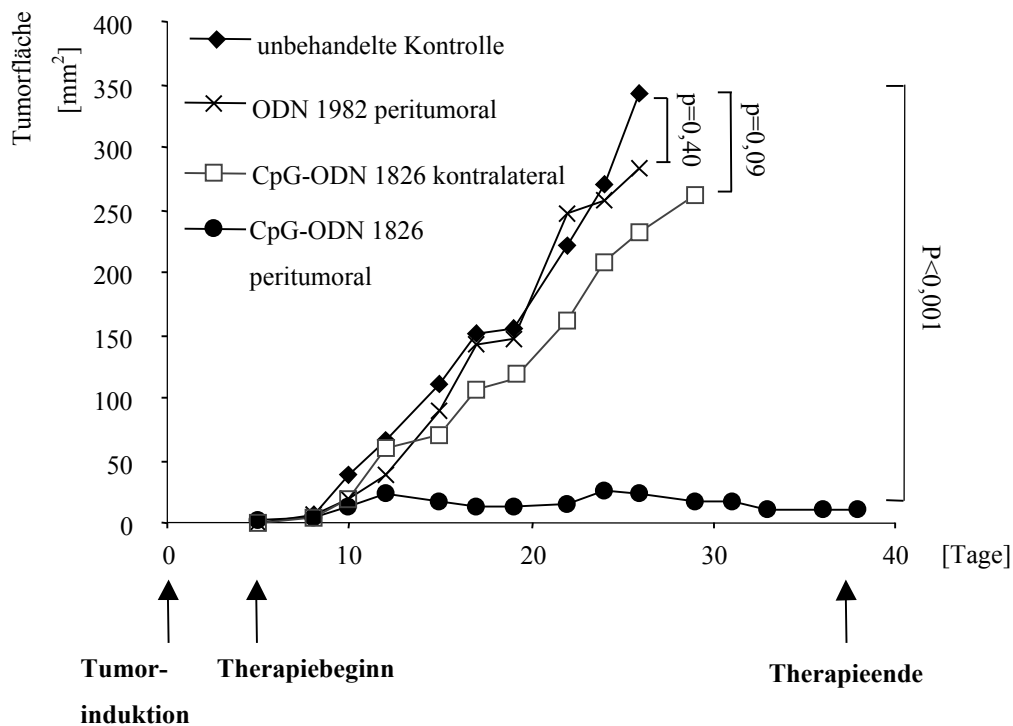 Tumorfläche
[mm²]
400
350
300
250
200
150
100
50
0
unbehandelte Kontrolle
ODN 1982 peritumoral
CpG-ODN 1826 kontralateral
CpG-ODN 1826
peritumoral
p=0,40
p=0,09
P<0,001
0
10
20
30
40
[Tage]
Tumor-
induktion
Therapiebeginn
Therapieende